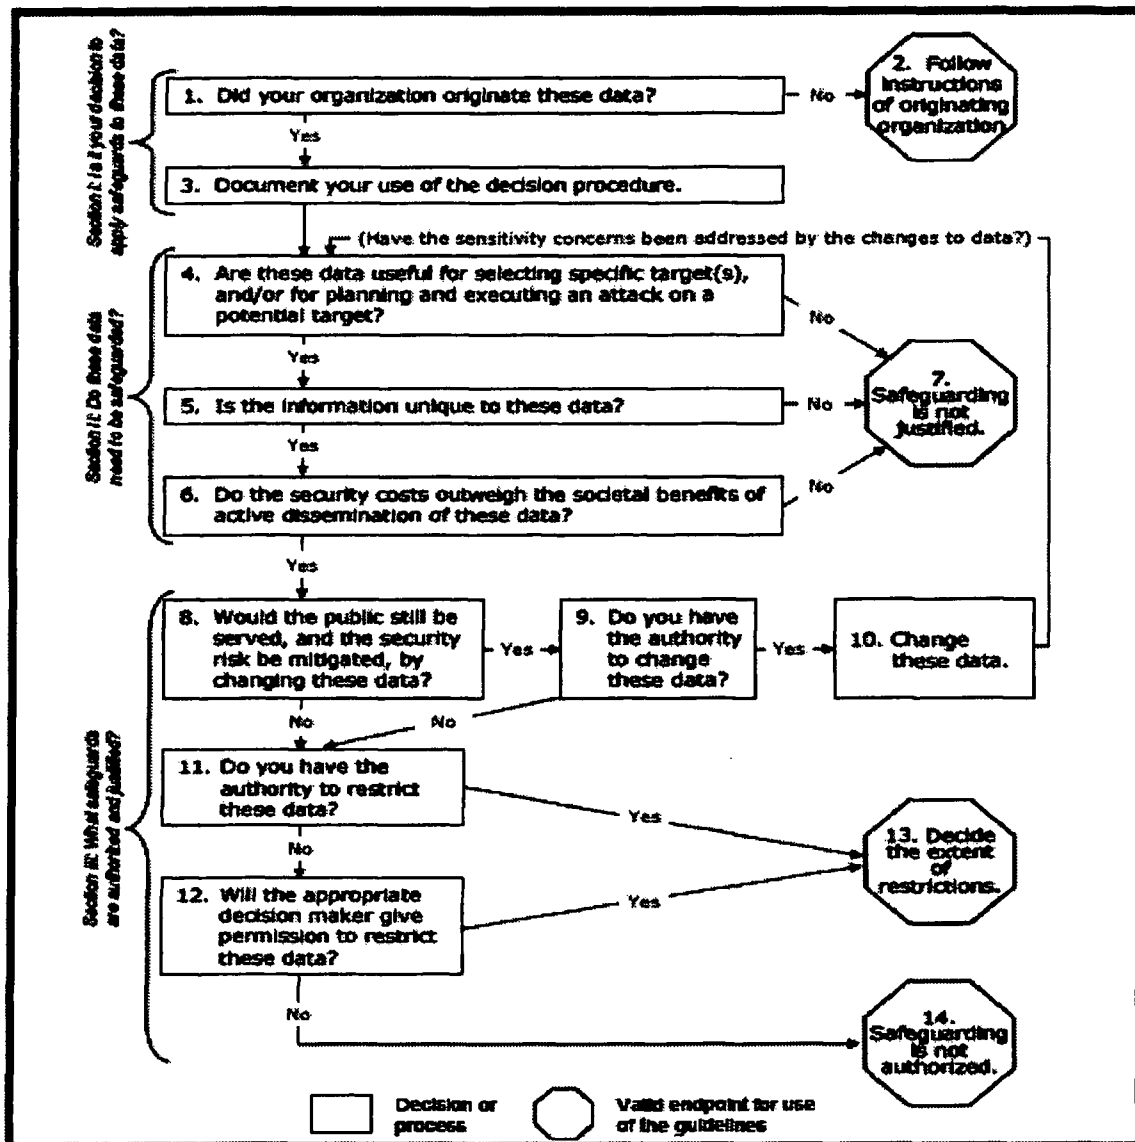 Section I: Is it your decision to
apply safeguards to these data?
1. Did your organization originate these data?
No
2. Follow
instructions
of originating
organization
Yes
3. Document your use of the decision procedure.
(Have the sensitivity concerns been addressed by the changes to data?)
Section II: Do these data
need to be safeguarded?
4. Are these data useful for selecting specific target(s),
and/or for planning and executing an attack on a
potential target?
No
Yes
5. Is the information unique to these data?
No
7.
Safeguarding
is not
justified.
Yes
6. Do the security costs outweigh the societal benefits of
active dissemination of these data?
No
Yes
Section III: What safeguards
are authorized and justified?
8. Would the public still be
served, and the security
risk be mitigated, by
changing these data?
Yes
9. Do you have
the authority
to change
these data?
Yes
10. Change
these data.
No
No
11. Do you have the
authority to restrict
these data?
Yes
No
13. Decide
the extent
of
restrictions.
12. Will the appropriate
decision maker give
permission to restrict
these data?
Yes
No
14.
Safeguarding
is not
authorized.
Decision or
process
Valid endpoint for use
of the guidelines